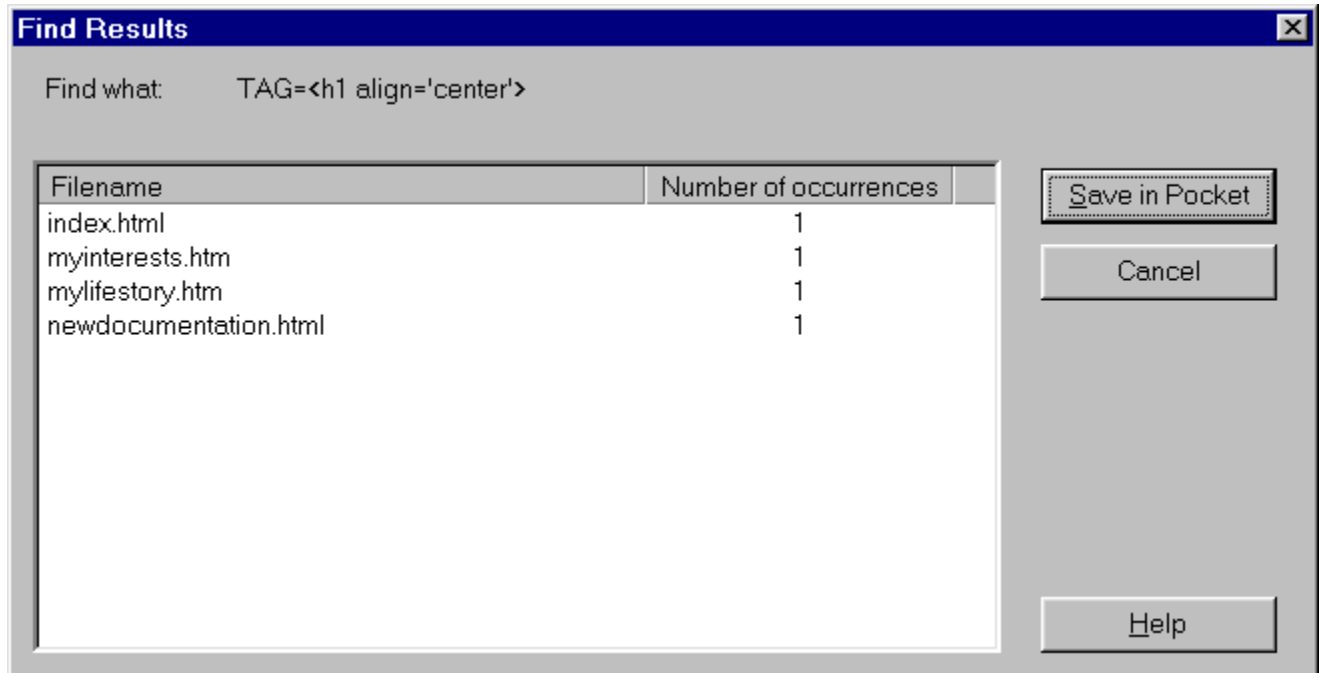 Find Results
Find what: TAG=<h1 align='center'>
Filename Number of occurrences
index.html 1
myinterests.htm 1
mylifestory.htm 1
newdocumentation.html 1
Save in Pocket
Cancel
Help